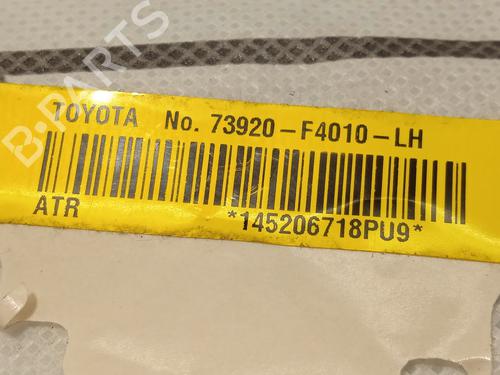 B-PARTS
TOYOTA No. 73920-F4010-LH
ATR *145206718PU9*